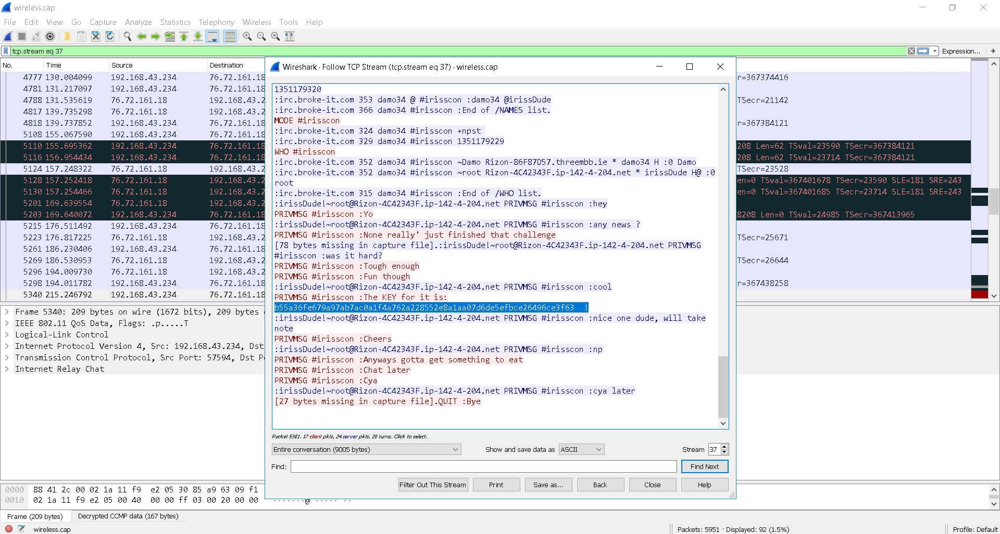 wireless.cap
File Edit View Go Capture Analyze Statistics Telephony Wireless Tools Help
tcp.stream eq 37
Expression... +
No. Time Source Destination
4777 130.004099 192.168.43.234 76.72.161.18 r=367374416
4781 131.217097 192.168.43.234 76.72.161.18
4788 131.535619 76.72.161.18 192.168.43.2 TSecr=21142
4817 139.735298 76.72.161.18 192.168.43.2
4818 139.737852 192.168.43.234 76.72.161.18 r=367384121
5108 155.067590 192.168.43.234 76.72.161.18
5110 155.695362 192.168.43.234 76.72.161.18 208 Len=62 TSval=23590 TSecr=367384121
5116 156.954434 192.168.43.234 76.72.161.18 208 Len=62 TSval=23714 TSecr=367384121
5124 157.248322 76.72.161.18 192.168.43.2 TSecr=23528
5128 157.252418 76.72.161.18 192.168.43.2 en=0 TSval=367401678 TSecr=23590 SLE=181 SRE=243
5130 157.254466 76.72.161.18 192.168.43.2 en=0 TSval=367401685 TSecr=23714 SLE=181 SRE=243
5201 169.639554 76.72.161.18 192.168.43.2
5203 169.640072 192.168.43.234 76.72.161.18 8208 Len=0 TSval=24985 TSecr=367413965
5215 176.511492 192.168.43.234 76.72.161.18
5223 176.817225 76.72.161.18 192.168.43.2 TSecr=25671
5261 186.230406 192.168.43.234 76.72.161.18
5269 186.530953 76.72.161.18 192.168.43.2 TSecr=26644
5296 194.009730 76.72.161.18 192.168.43.2
5298 194.011782 192.168.43.234 76.72.161.18 r=367438258
5340 215.246792 192.168.43.234 76.72.161.18
Frame 5340: 209 bytes on wire (1672 bits), 209 bytes
IEEE 802.11 QoS Data, Flags: .p.....T
Logical-Link Control
Internet Protocol Version 4, Src: 192.168.43.234, Dst
Transmission Control Protocol, Src Port: 57594, Dst P
Internet Relay Chat
0000 88 41 2c 00 02 1a 11 f9 e2 05 30 85 a9 63 09 f1
0010 02 1a 11 f9 e2 05 00 40 00 00 ff 03 00 20 00 00 .......@ ..... ..
Frame (209 bytes) Decrypted CCMP data (167 bytes)
wireless.cap
Packets: 5951 · Displayed: 92 (1.5%)
Profile: Default
Wireshark · Follow TCP Stream (tcp.stream eq 37) · wireless.cap
1351179320
:irc.broke-it.com 353 damo34 @ #irisscon :damo34 @irissDude
:irc.broke-it.com 366 damo34 #irisscon :End of /NAMES list.
MODE #irisscon
:irc.broke-it.com 324 damo34 #irisscon +npst
:irc.broke-it.com 329 damo34 #irisscon 1351179229
WHO #irisscon
:irc.broke-it.com 352 damo34 #irisscon ~Damo Rizon-86F87D57.threembb.ie * damo34 H :0 Damo
:irc.broke-it.com 352 damo34 #irisscon ~root Rizon-4C42343F.ip-142-4-204.net * irissDude H@ :0
root
:irc.broke-it.com 315 damo34 #irisscon :End of /WHO list.
:irissDude!~root@Rizon-4C42343F.ip-142-4-204.net PRIVMSG #irisscon :hey
PRIVMSG #irisscon :Yo
:irissDude!~root@Rizon-4C42343F.ip-142-4-204.net PRIVMSG #irisscon :any news ?
PRIVMSG #irisscon :None really' just finished that challenge
[78 bytes missing in capture file].:irissDude!~root@Rizon-4C42343F.ip-142-4-204.net PRIVMSG
#irisscon :was it hard?
PRIVMSG #irisscon :Tough enough
PRIVMSG #irisscon :Fun though
:irissDude!~root@Rizon-4C42343F.ip-142-4-204.net PRIVMSG #irisscon :cool
PRIVMSG #irisscon :The KEY for it is:
b55a36fe679a97ab7ac0a1f4a762a228552e8a1aa07d6de5efbce26496ce3f63 !
:irissDude!~root@Rizon-4C42343F.ip-142-4-204.net PRIVMSG #irisscon :nice one dude, will take
note
PRIVMSG #irisscon :Cheers
:irissDude!~root@Rizon-4C42343F.ip-142-4-204.net PRIVMSG #irisscon :np
PRIVMSG #irisscon :Anyways gotta get something to eat
PRIVMSG #irisscon :Chat later
PRIVMSG #irisscon :Cya
:irissDude!~root@Rizon-4C42343F.ip-142-4-204.net PRIVMSG #irisscon :cya later
[27 bytes missing in capture file].QUIT :Bye
Packet 5381. 17 client pkts, 24 server pkts, 20 turns. Click to select.
Entire conversation (9005 bytes) Show and save data as ASCII Stream 37
Find: Find Next
Filter Out This Stream Print Save as... Back Close Help